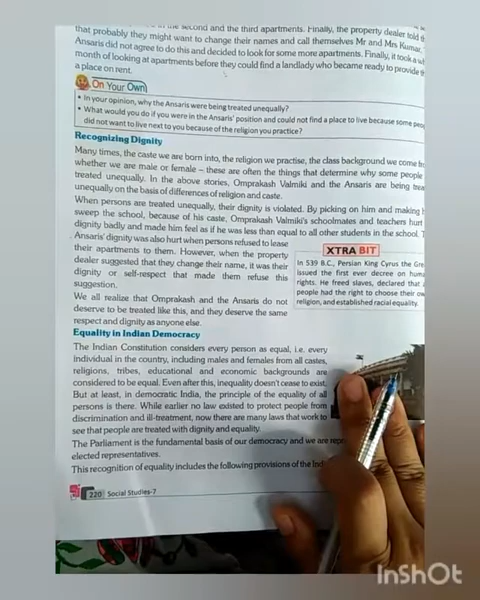 the second and the third apartments. Finally, the property dealer told
that probably they might want to change their names and call themselves Mr and Mrs Kumar.
Ansaris did not agree to do this and decided to look for some more apartments. Finally, it took a
month of looking at apartments before they could find a landlady who became ready to provide
a place on rent.
On Your Own
• In your opinion, why the Ansaris were being treated unequally?
• What would you do if you were in the Ansaris' position and could not find a place to live because some
did not want to live next to you because of the religion you practise?
Recognizing Dignity
Many times, the caste we are born into, the religion we practise, the class background we come
whether we are male or female – these are often the things that determine why some people
treated unequally. In the above stories, Omprakash Valmiki and the Ansaris are being
unequally on the basis of differences of religion and caste.
When persons are treated unequally, their dignity is violated. By picking on him and making
sweep the school, because of his caste, Omprakash Valmiki's schoolmates and teachers hurt
dignity badly and made him feel as if he was less than equal to all other students in the school.
Ansaris' dignity was also hurt when persons refused to lease
their apartments to them. However, when the property
dealer suggested that they change their name, it was their
dignity or self-respect that made them refuse this
suggestion.
We all realize that Omprakash and the Ansaris do not
deserve to be treated like this, and they deserve the same
respect and dignity as anyone else.
XTRA BIT
In 539 B.C., Persian King Cyrus the
issued the first ever decree on
rights. He freed slaves, declared that
people had the right to choose their
religion, and established racial equality.
Equality in Indian Democracy
The Indian Constitution considers every person as equal, i.e. every
individual in the country, including males and females from all castes,
religions, tribes, educational and economic backgrounds are
considered to be equal. Even after this, inequality doesn't cease to exist.
But at least, in democratic India, the principle of the equality of all
persons is there. While earlier no law existed to protect people from
discrimination and ill-treatment, now there are many laws that work to
see that people are treated with dignity and equality.
The Parliament is the fundamental basis of our democracy and we are
elected representatives.
This recognition of equality includes the following provisions of the
220 Social Studies-7
InShOt